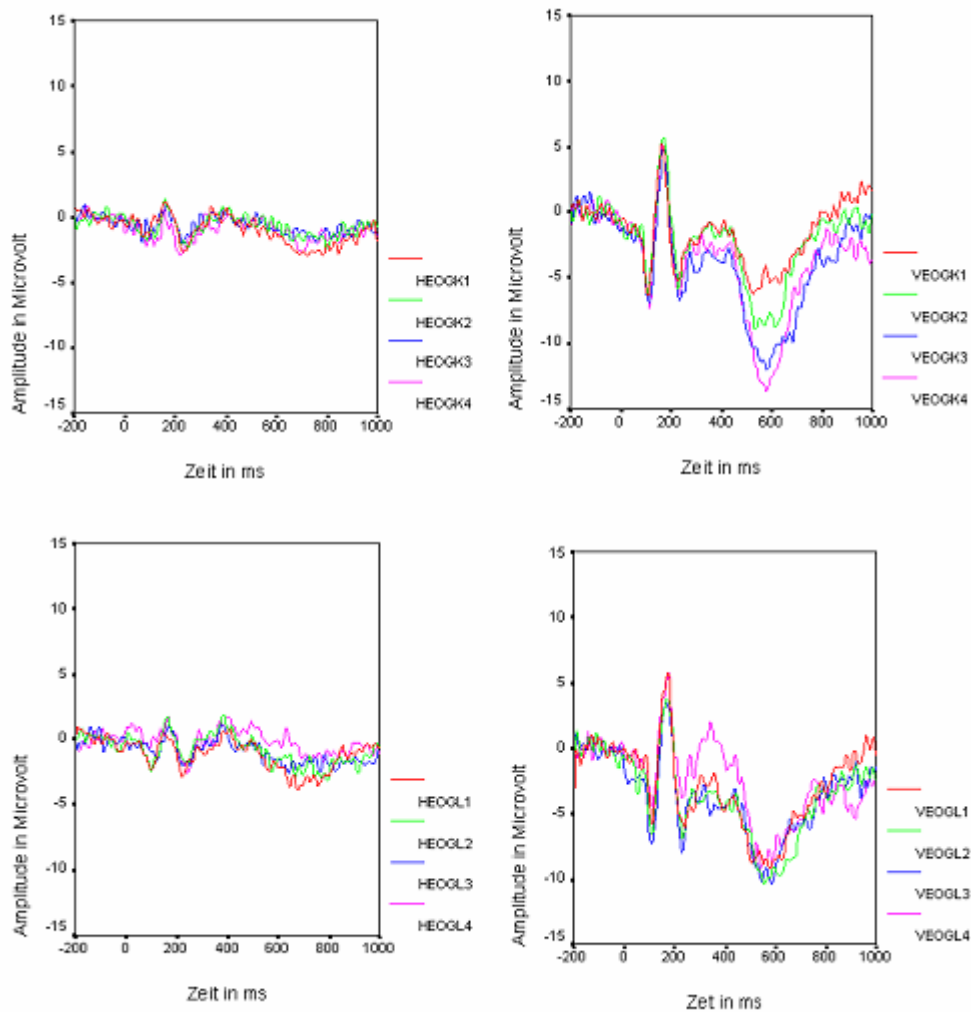 15
10
5
0
-5
-10
-15
-200 0 200 400 600 800 1000
Amplitude in Microvolt
Zeit in ms
HEOGK1
HEOGK2
HEOGK3
HEOGK4
15
10
5
0
-5
-10
-15
-200 0 200 400 600 800 1000
Amplitude in Microvolt
Zeit in ms
VEOGK1
VEOGK2
VEOGK3
VEOGK4
15
10
5
0
-5
-10
-15
-200 0 200 400 600 800 1000
Amplitude in Microvolt
Zeit in ms
HEOGL1
HEOGL2
HEOGL3
HEOGL4
15
10
5
0
-5
-10
-15
-200 0 200 400 600 800 1000
Amplitude in Microvolt
Zet in ms
VEOGL1
VEOGL2
VEOGL3
VEOGL4